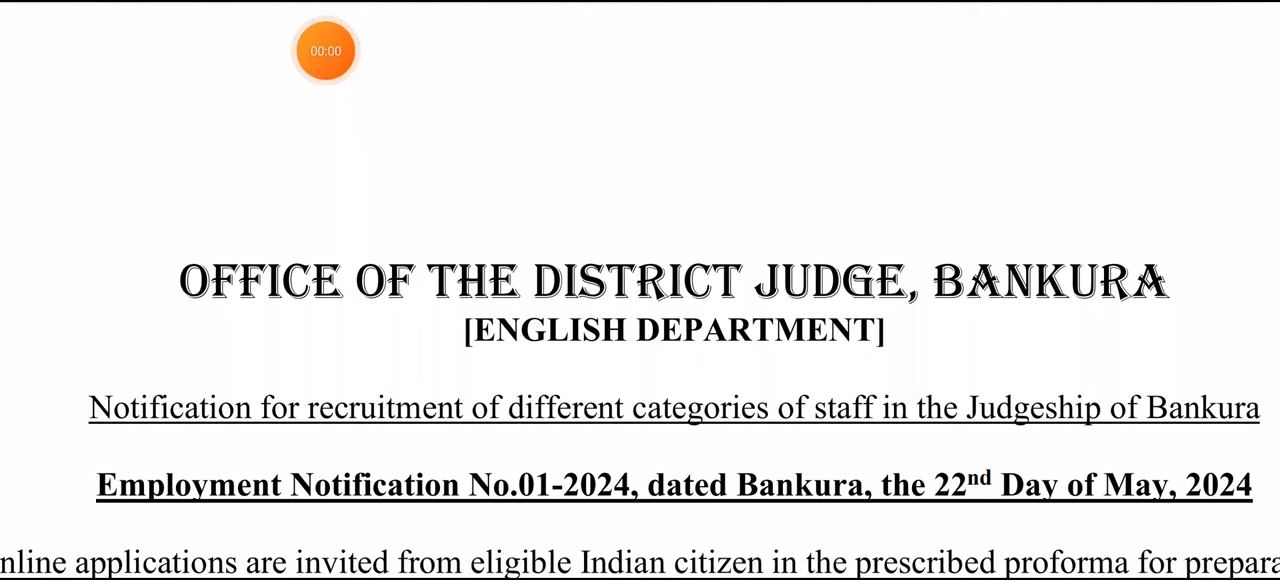 00:00
OFFICE OF THE DISTRICT JUDGE, BANKURA
[ENGLISH DEPARTMENT]
Notification for recruitment of different categories of staff in the Judgeship of Bankura
Employment Notification No.01-2024, dated Bankura, the 22nd Day of May, 2024
nline applications are invited from eligible Indian citizen in the prescribed proforma for prepara